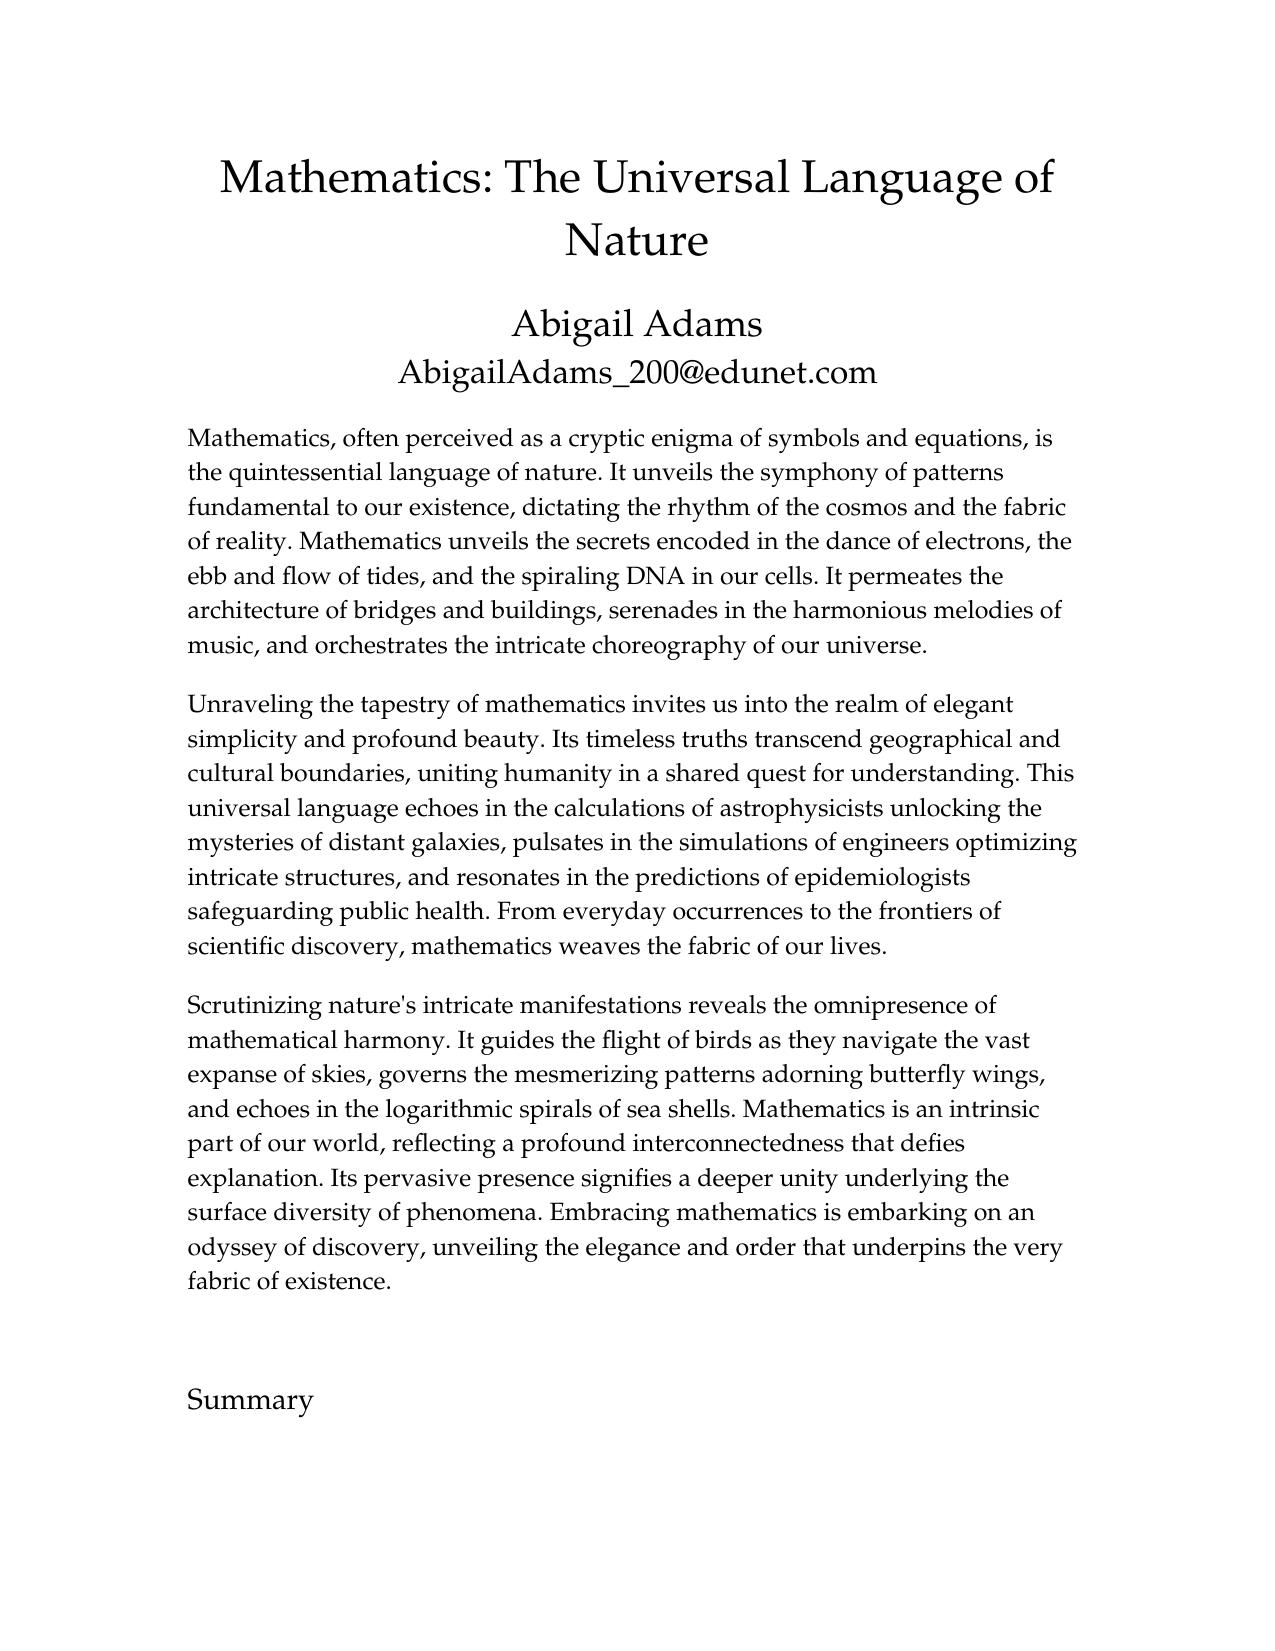 Mathematics: The Universal Language of
Nature
Abigail Adams
AbigailAdams_200@edunet.com
Mathematics, often perceived as a cryptic enigma of symbols and equations, is
the quintessential language of nature. It unveils the symphony of patterns
fundamental to our existence, dictating the rhythm of the cosmos and the fabric
of reality. Mathematics unveils the secrets encoded in the dance of electrons, the
ebb and flow of tides, and the spiraling DNA in our cells. It permeates the
architecture of bridges and buildings, serenades in the harmonious melodies of
music, and orchestrates the intricate choreography of our universe.
Unraveling the tapestry of mathematics invites us into the realm of elegant
simplicity and profound beauty. Its timeless truths transcend geographical and
cultural boundaries, uniting humanity in a shared quest for understanding. This
universal language echoes in the calculations of astrophysicists unlocking the
mysteries of distant galaxies, pulsates in the simulations of engineers optimizing
intricate structures, and resonates in the predictions of epidemiologists
safeguarding public health. From everyday occurrences to the frontiers of
scientific discovery, mathematics weaves the fabric of our lives.
Scrutinizing nature's intricate manifestations reveals the omnipresence of
mathematical harmony. It guides the flight of birds as they navigate the vast
expanse of skies, governs the mesmerizing patterns adorning butterfly wings,
and echoes in the logarithmic spirals of sea shells. Mathematics is an intrinsic
part of our world, reflecting a profound interconnectedness that defies
explanation. Its pervasive presence signifies a deeper unity underlying the
surface diversity of phenomena. Embracing mathematics is embarking on an
odyssey of discovery, unveiling the elegance and order that underpins the very
fabric of existence.
Summary